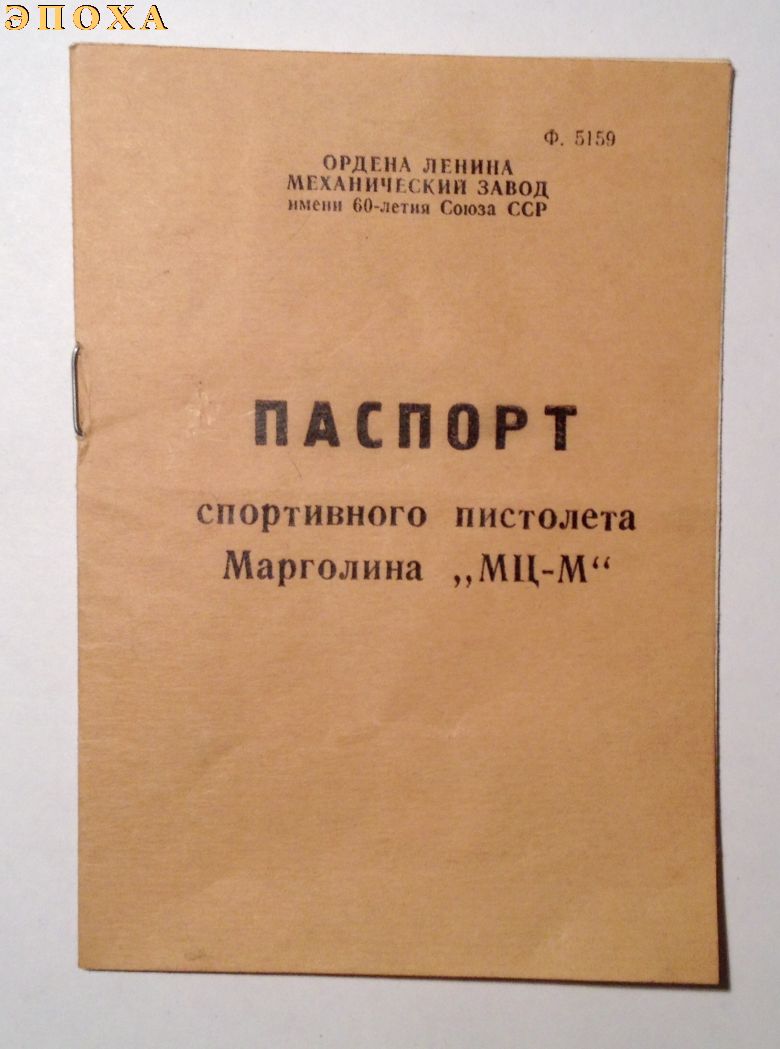 ЭПОХА
Ф. 5159
ОРДЕНА ЛЕНИНА
МЕХАНИЧЕСКИЙ ЗАВОД
имени 60-летия Союза ССР
ПАСПОРТ
спортивного пистолета
Марголина „МЦ-М“